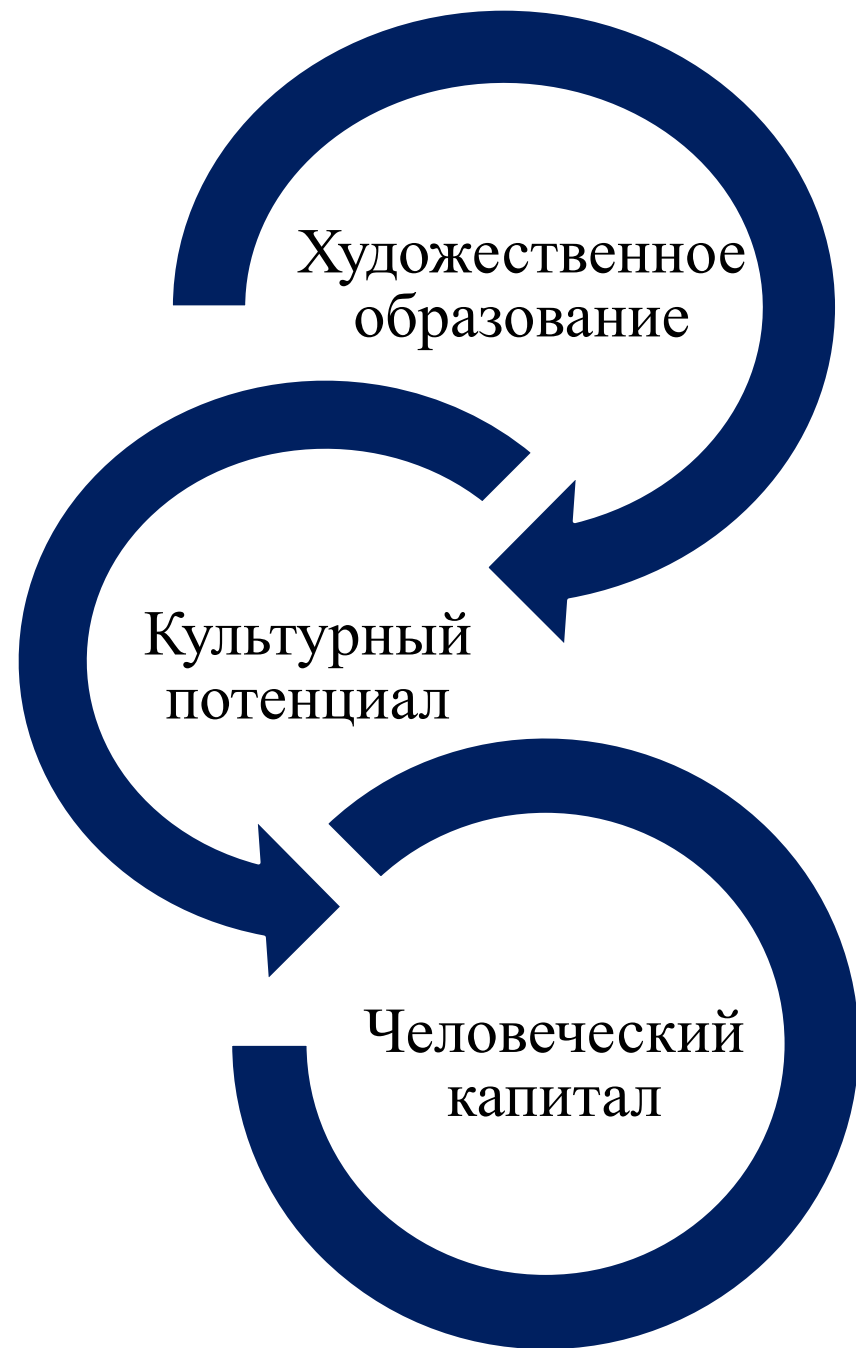 Художественное
образование
Культурный
потенциал
Человеческий
капитал